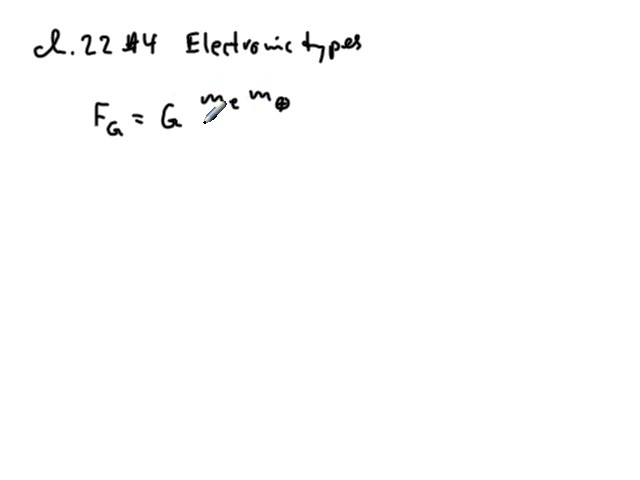 Ch. 22 #4 Electronic types
F_G = G m_e m_⊕